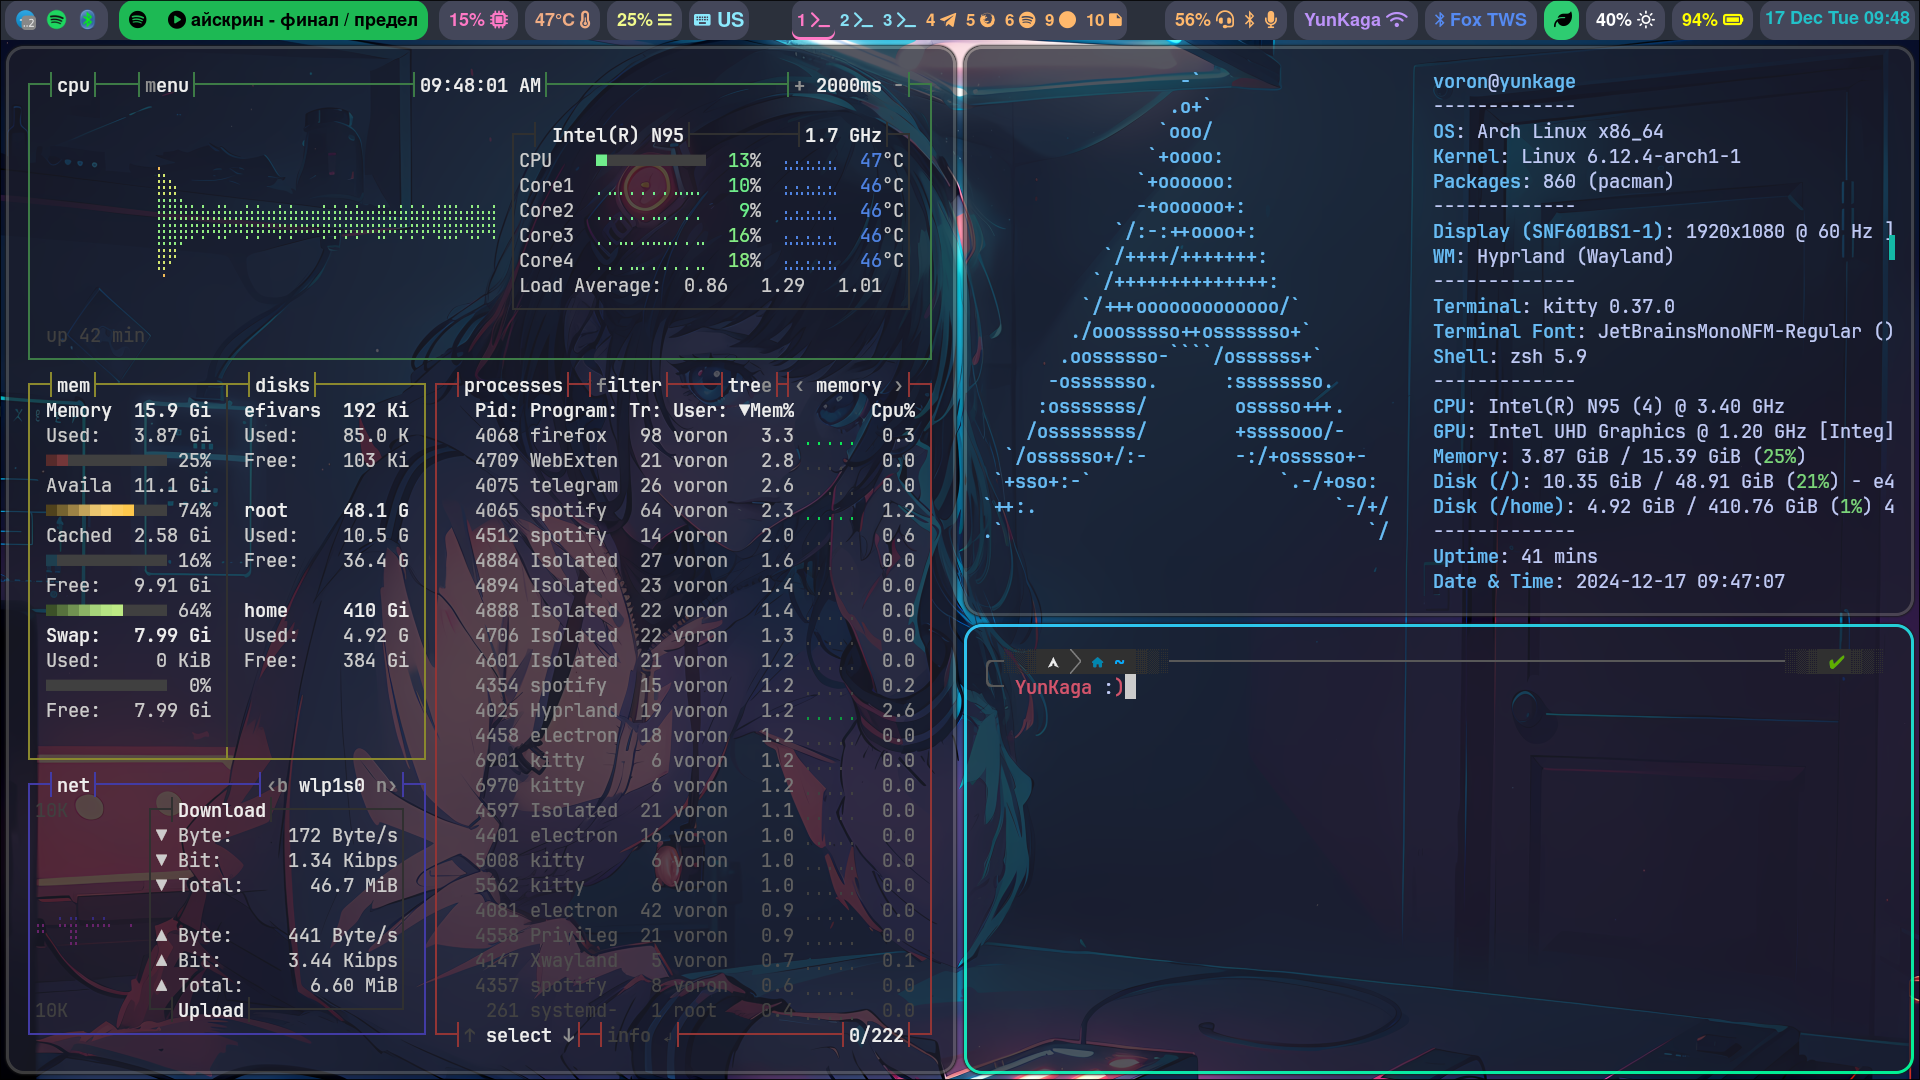 айскрин - финал / предел
15%
47°C
25%
US
1
2
3
4
5
6
9
10
56%
YunKaga
Fox TWS
40%
94%
17 Dec Tue 09:48
cpu menu 09:48:01 AM + 2000ms -
Intel(R) N95 1.7 GHz
CPU 13% 47°C
Core1 10% 46°C
Core2 9% 46°C
Core3 16% 46°C
Core4 18% 46°C
Load Average: 0.86 1.29 1.01
up 42 min
mem
Memory 15.9 Gi
Used: 3.87 Gi
25%
Availa 11.1 Gi
74%
Cached 2.58 Gi
16%
Free: 9.91 Gi
64%
Swap: 7.99 Gi
Used: 0 KiB
0%
Free: 7.99 Gi
disks
efivars 192 Ki
Used: 85.0 K
Free: 103 Ki
root 48.1 G
Used: 10.5 G
Free: 36.4 G
home 410 Gi
Used: 4.92 G
Free: 384 Gi
net <b wlp1s0 n>
10K
Download
▼ Byte: 172 Byte/s
▼ Bit: 1.34 Kibps
▼ Total: 46.7 MiB
▲ Byte: 441 Byte/s
▲ Bit: 3.44 Kibps
▲ Total: 6.60 MiB
Upload
10K
processes filter tree < memory >
Pid: Program: Tr: User: ▼Mem% Cpu%
4068 firefox 98 voron 3.3 0.3
4709 WebExten 21 voron 2.8 0.0
4075 telegram 26 voron 2.6 0.0
4065 spotify 64 voron 2.3 1.2
4512 spotify 14 voron 2.0 0.6
4884 Isolated 27 voron 1.6 0.0
4894 Isolated 23 voron 1.4 0.0
4888 Isolated 22 voron 1.4 0.0
4706 Isolated 22 voron 1.3 0.0
4601 Isolated 21 voron 1.2 0.0
4354 spotify 15 voron 1.2 0.2
4025 Hyprland 19 voron 1.2 2.6
4458 electron 18 voron 1.2 0.0
6901 kitty 6 voron 1.2 0.0
6970 kitty 6 voron 1.2 0.0
4597 Isolated 21 voron 1.1 0.0
4401 electron 16 voron 1.0 0.0
5008 kitty 6 voron 1.0 0.0
5562 kitty 6 voron 1.0 0.0
4081 electron 42 voron 0.9 0.0
4558 Privileg 21 voron 0.9 0.0
4147 Xwayland 5 voron 0.7 0.1
4357 spotify 8 voron 0.6 0.0
261 systemd- 1 root 0.4 0.0
↑ select ↓ info ↲ 0/222
-`
.o+`
`ooo/
`+oooo:
`+oooooo:
-+oooooo+:
`/:-:++oooo+:
`/++++/+++++++:
`/++++++++++++++:
`/+++ooooooooooooo/`
./ooosssso++osssssso+`
.oossssso-````/ossssss+`
-osssssso. :ssssssso.
:osssssss/ osssso+++.
/ossssssss/ +ssssooo/-
`/ossssso+/:- -:/+osssso+-
`+sso+:-` `.-/+oso:
`++:. `-/+/
.` `/
voron@yunkage
-------------
OS: Arch Linux x86_64
Kernel: Linux 6.12.4-arch1-1
Packages: 860 (pacman)
-------------
Display (SNF601BS1-1): 1920x1080 @ 60 Hz ]
WM: Hyprland (Wayland)
-------------
Terminal: kitty 0.37.0
Terminal Font: JetBrainsMonoNFM-Regular ()
Shell: zsh 5.9
-------------
CPU: Intel(R) N95 (4) @ 3.40 GHz
GPU: Intel UHD Graphics @ 1.20 GHz [Integ]
Memory: 3.87 GiB / 15.39 GiB (25%)
Disk (/): 10.35 GiB / 48.91 GiB (21%) - e4
Disk (/home): 4.92 GiB / 410.76 GiB (1%) 4
-------------
Uptime: 41 mins
Date & Time: 2024-12-17 09:47:07
~ ✔
YunKaga :)